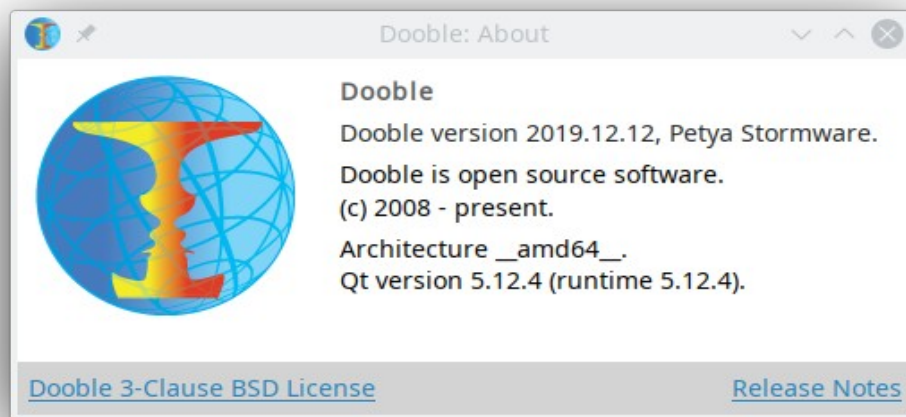 Dooble: About
Dooble
Dooble version 2019.12.12, Petya Stormware.
Dooble is open source software.
(c) 2008 - present.
Architecture __amd64__.
Qt version 5.12.4 (runtime 5.12.4).
Dooble 3-Clause BSD License
Release Notes